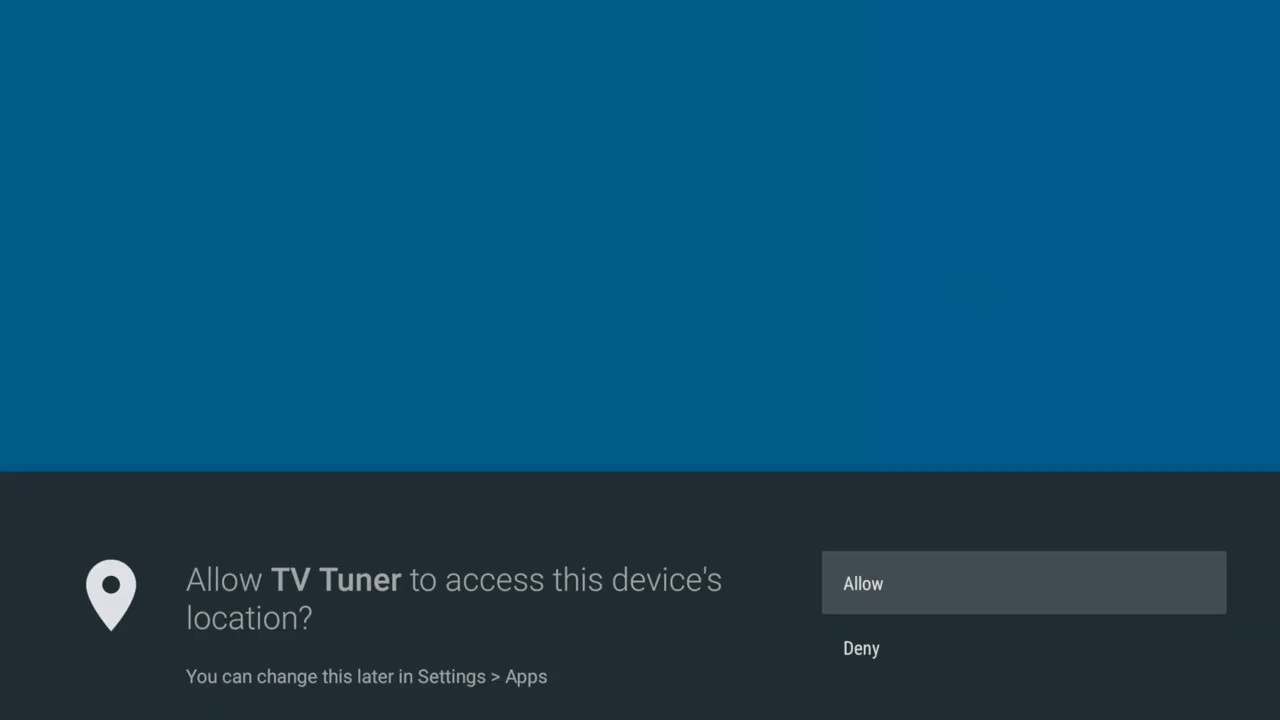 Allow TV Tuner to access this device's
location?
You can change this later in Settings > Apps
Allow
Deny